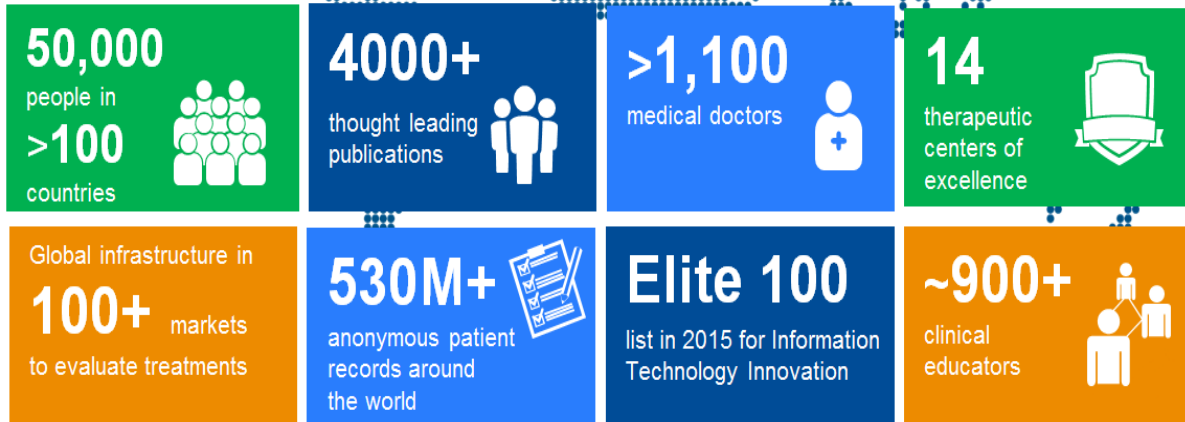 50,000
people in
>100
countries
4000+
thought leading
publications
>1,100
medical doctors
14
therapeutic
centers of
excellence
Global infrastructure in
100+ markets
to evaluate treatments
530M+
anonymous patient
records around
the world
Elite 100
list in 2015 for Information
Technology Innovation
~900+
clinical
educators